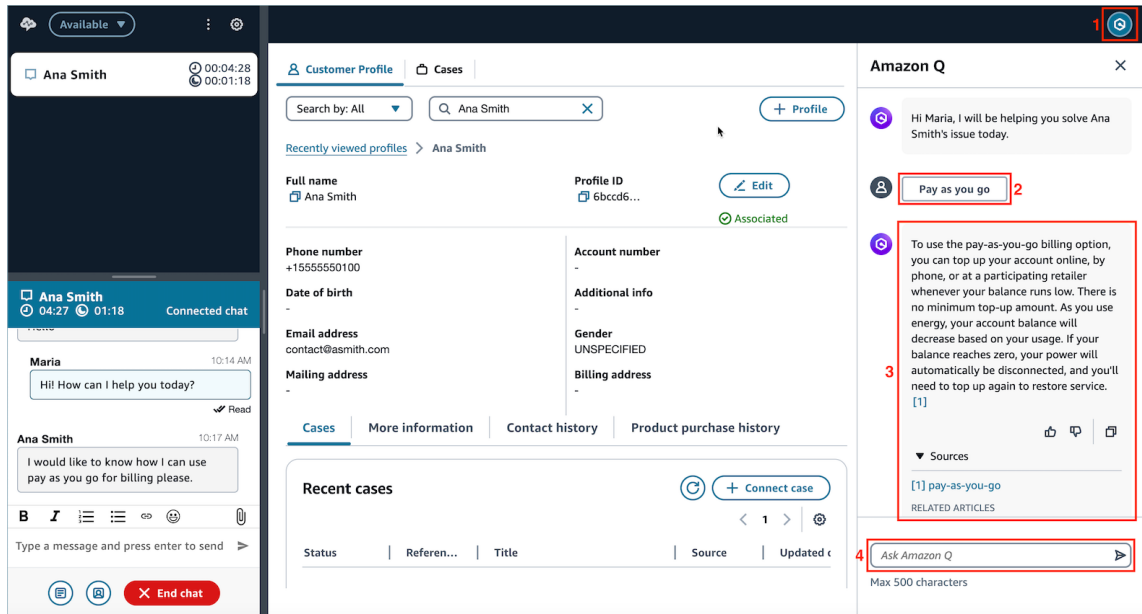 Available
1
Ana Smith
00:04:28
00:01:18
Customer Profile
Cases
Search by: All
Ana Smith
+ Profile
Recently viewed profiles > Ana Smith
Full name
Ana Smith
Profile ID
6bccd6...
Edit
Associated
Phone number
+15555550100
Account number
-
Date of birth
-
Additional info
-
Email address
contact@asmith.com
Gender
UNSPECIFIED
Mailing address
-
Billing address
-
Cases
More information
Contact history
Product purchase history
Recent cases
+ Connect case
< 1 >
Status
Referen...
Title
Source
Updated
Ana Smith
04:27 01:18
Connected chat
Maria
10:14 AM
Hi! How can I help you today?
Read
Ana Smith
10:17 AM
I would like to know how I can use
pay as you go for billing please.
B I
Type a message and press enter to send
End chat
Amazon Q
Hi Maria, I will be helping you solve Ana
Smith's issue today.
Pay as you go
2
3
To use the pay-as-you-go billing option,
you can top up your account online, by
phone, or at a participating retailer
whenever your balance runs low. There is
no minimum top-up amount. As you use
energy, your account balance will
decrease based on your usage. If your
balance reaches zero, your power will
automatically be disconnected, and you'll
need to top up again to restore service.
[1]
Sources
[1] pay-as-you-go
RELATED ARTICLES
4
Ask Amazon Q
Max 500 characters